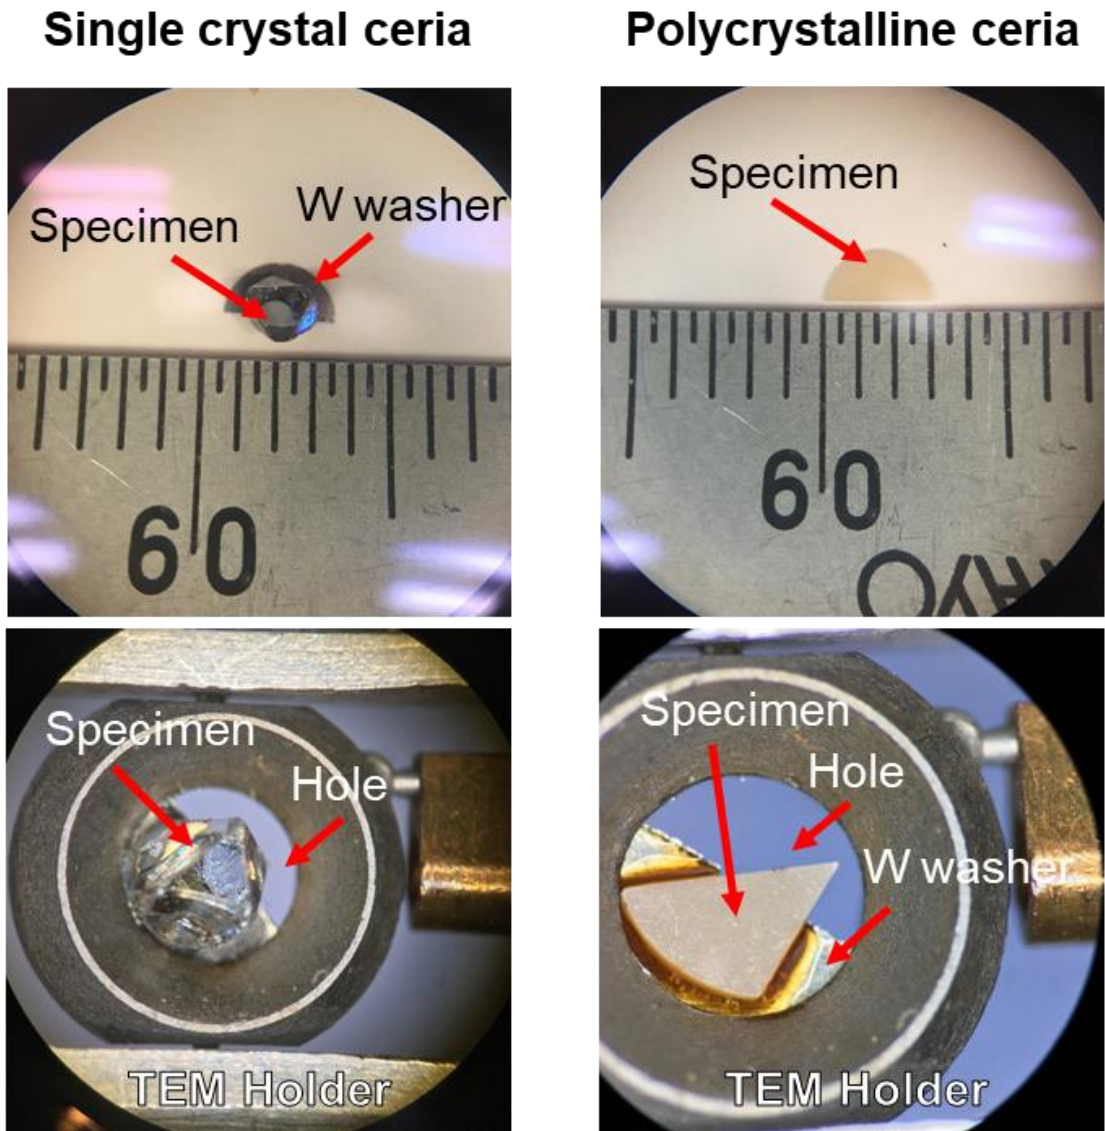 Single crystal ceria
Polycrystalline ceria
Specimen
W washer
60
Specimen
60
Specimen
Hole
TEM Holder
Specimen
Hole
W washer
TEM Holder